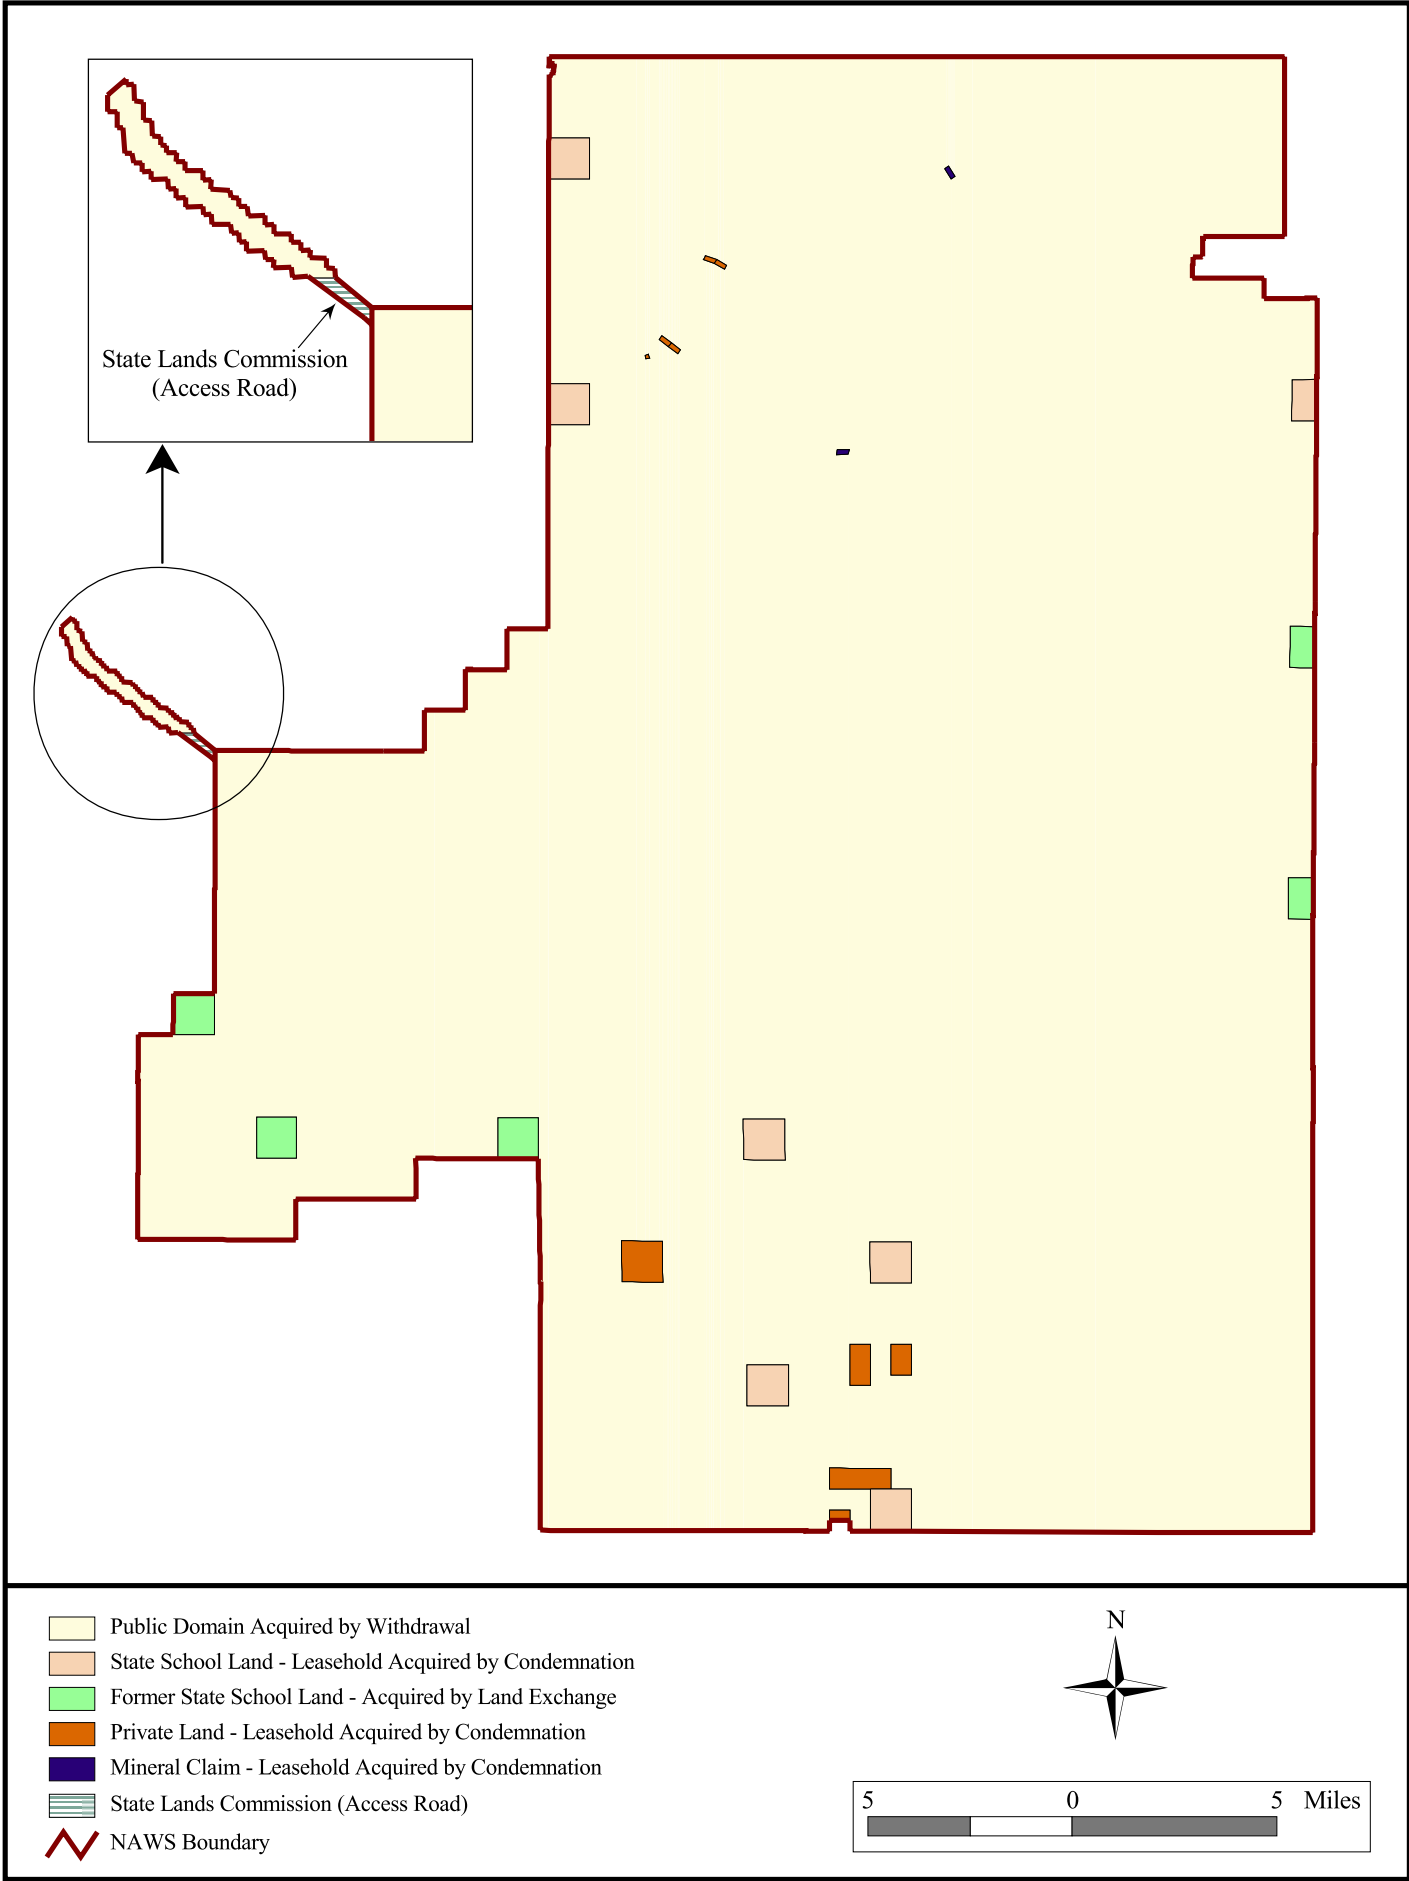 State Lands Commission
(Access Road)
Public Domain Acquired by Withdrawal
State School Land - Leasehold Acquired by Condemnation
Former State School Land - Acquired by Land Exchange
Private Land - Leasehold Acquired by Condemnation
Mineral Claim - Leasehold Acquired by Condemnation
State Lands Commission (Access Road)
NAWS Boundary
N
5 0 5 Miles